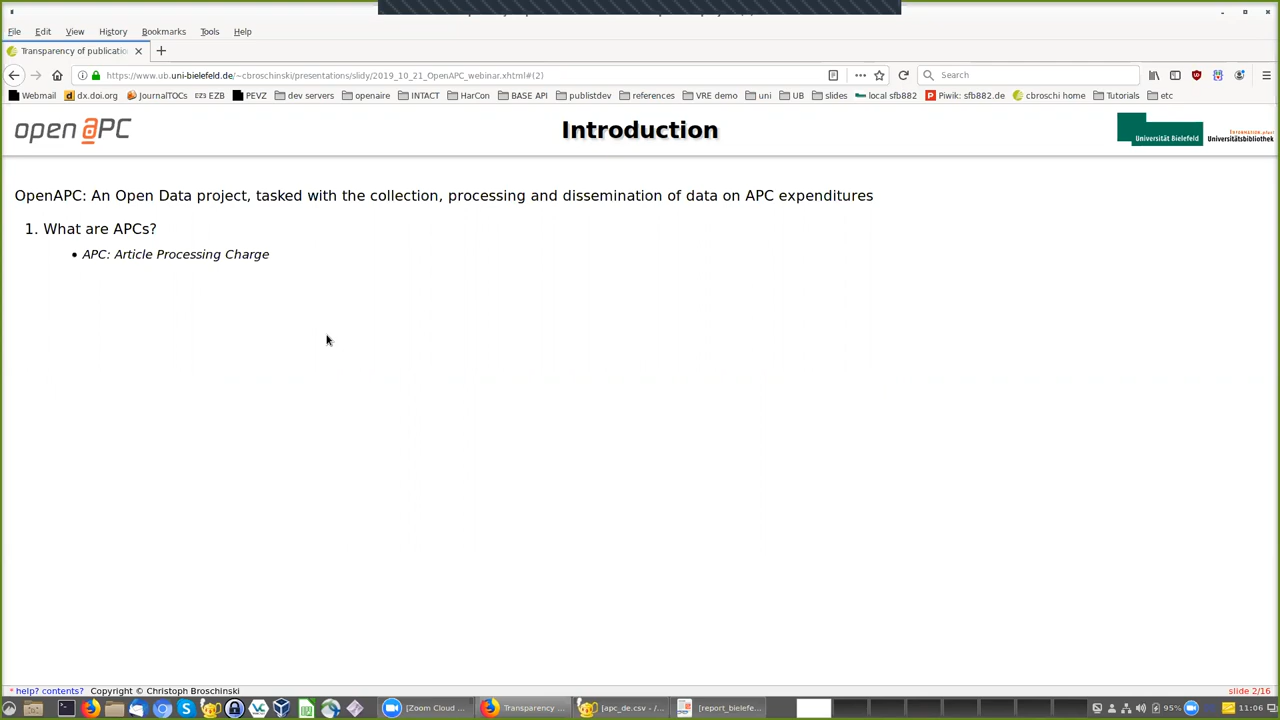 File Edit View History Bookmarks Tools Help
Transparency of publication
https://www.ub.uni-bielefeld.de/~cbroschinski/presentations/slidy/2019_10_21_OpenAPC_webinar.xhtml#(2)
Search
Webmail dx.doi.org JournalTOCs EZB EZB PEVZ dev servers openaire INTACT HarCon BASE API publistdev references VRE demo uni UB slides local sfb882 Piwik: sfb882.de cbroschi home Tutorials etc
open APC
Introduction
Universität Bielefeld
Universitätsbibliothek
OpenAPC: An Open Data project, tasked with the collection, processing and dissemination of data on APC expenditures
1. What are APCs?
• APC: Article Processing Charge
* help? contents? Copyright © Christoph Broschinski
slide 2/16
[Zoom Cloud ... Transparency ... [apc_de.csv - /... [report_bielefe...
95% 11:06